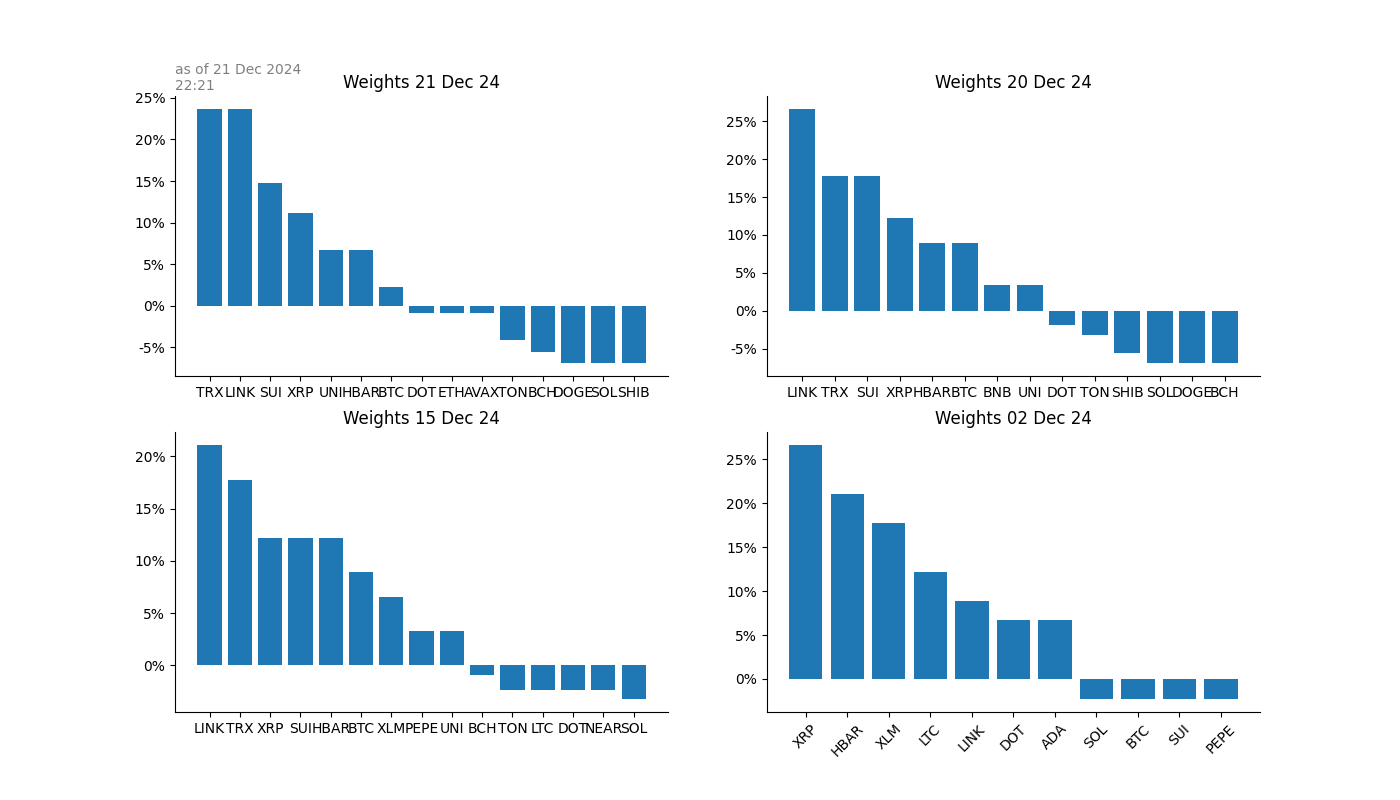 as of 21 Dec 2024
22:21
Weights 21 Dec 24
25%
20%
15%
10%
5%
0%
-5%
TRX LINK SUI XRP UNI HBAR BTC DOT ETH AVAX TON BCH DOGE SOL SHIB
Weights 20 Dec 24
25%
20%
15%
10%
5%
0%
-5%
LINK TRX SUI XRP HBAR BTC BNB UNI DOT TON SHIB SOL DOGE BCH
Weights 15 Dec 24
20%
15%
10%
5%
0%
LINK TRX XRP SUI HBAR BTC XLM PEPE UNI BCH TON LTC DOT NEAR SOL
Weights 02 Dec 24
25%
20%
15%
10%
5%
0%
XRP HBAR XLM LTC LINK DOT ADA SOL BTC SUI PEPE